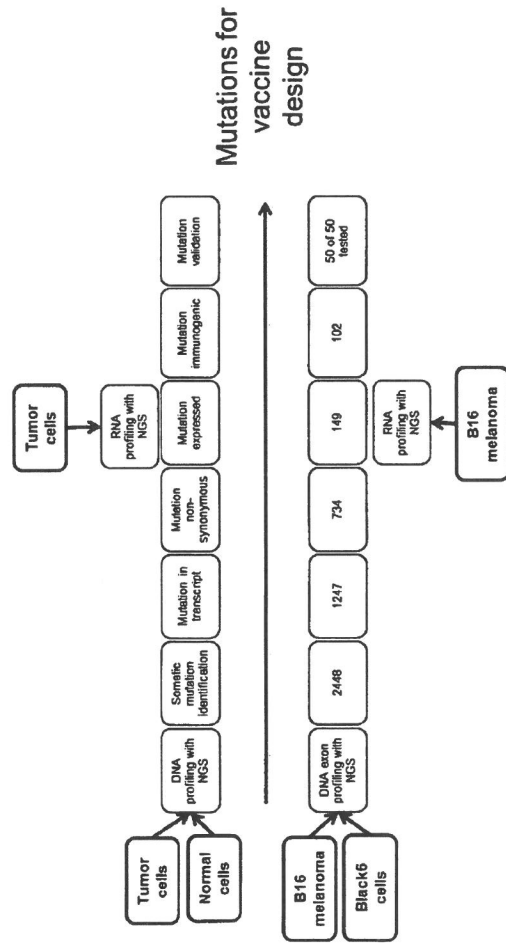 Tumor
cells
Normal
cells
DNA
profiling with
NGS
Somatic
mutation
identification
Mutation in
transcript
Mutation
non-
synonymous
Mutation
expressed
Mutation
immunogenic
Mutation
validation
Tumor
cells
RNA
profiling with
NGS
Mutations for
vaccine
design
B16
melanoma
Black6
cells
DNA exon
profiling with
NGS
2448
1247
734
149
102
50 of 50
tested
RNA
profiling with
NGS
B16
melanoma